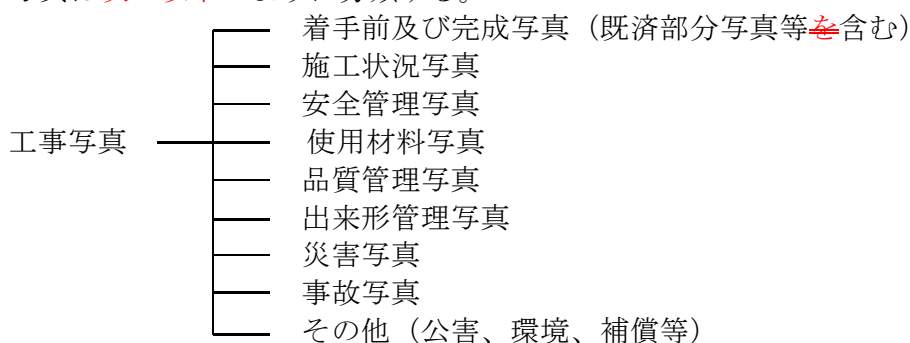 着手前及び完成写真（既済部分写真等を含む）
施工状況写真
安全管理写真
工事写真 使用材料写真
品質管理写真
出来形管理写真
災害写真
事故写真
その他（公害、環境、補償等）